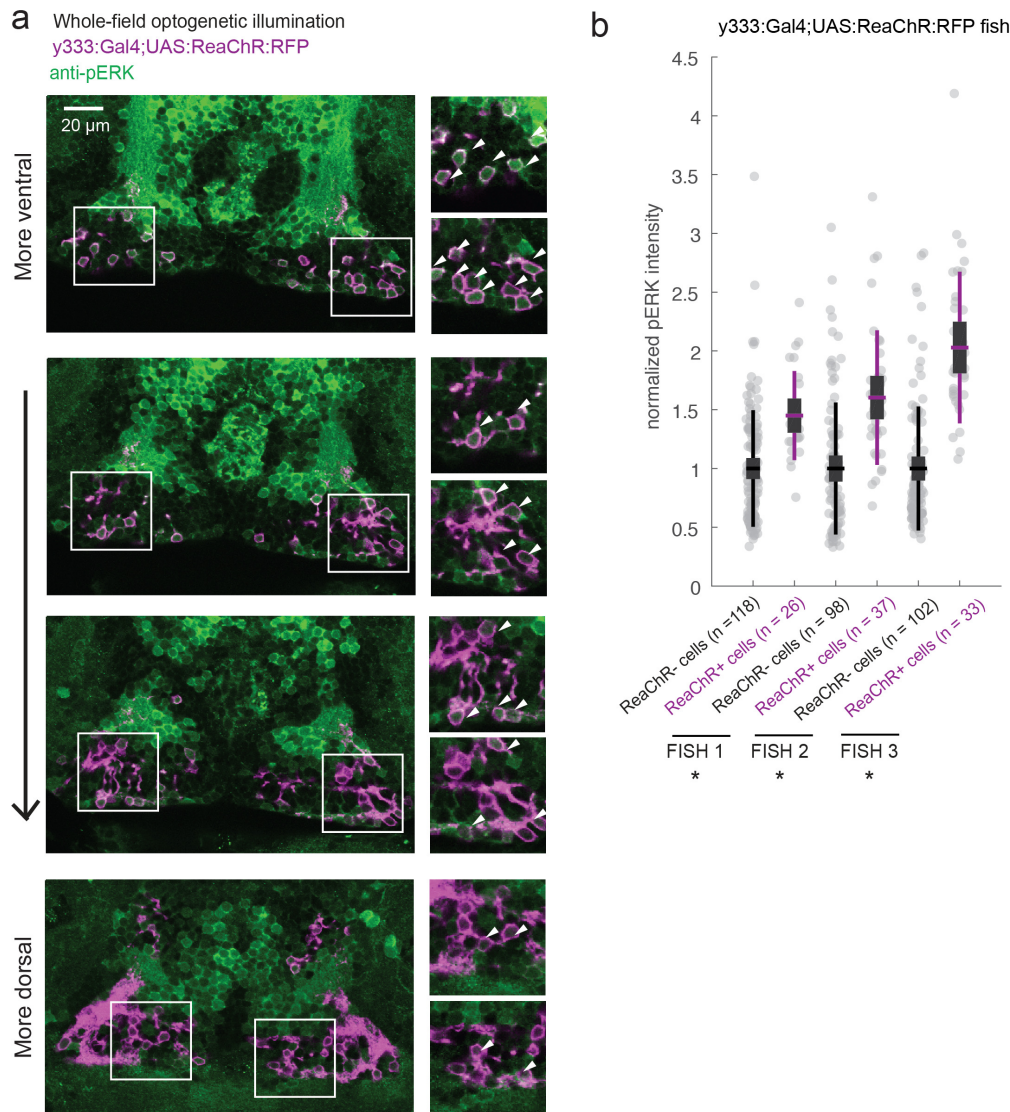 a
Whole-field optogenetic illumination
y333:Gal4;UAS:ReaChR:RFP
anti-pERK
20 µm
More ventral
More dorsal
b
y333:Gal4;UAS:ReaChR:RFP fish
normalized pERK intensity
4.5
4
3.5
3
2.5
2
1.5
1
0.5
0
ReaChR- cells (n =118)
ReaChR+ cells (n = 26)
ReaChR- cells (n = 98)
ReaChR+ cells (n = 37)
ReaChR- cells (n = 102)
ReaChR+ cells (n = 33)
FISH 1 FISH 2 FISH 3
* * *